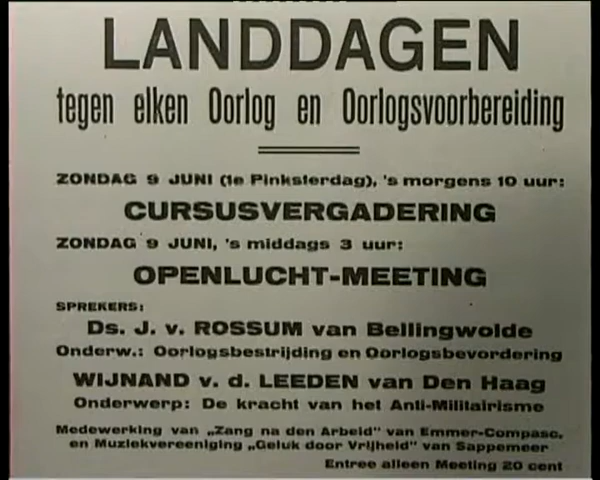 LANDDAGEN
tegen elken Oorlog en Oorlogsvoorbereiding
ZONDAG 9 JUNI (1e Pinksterdag), 's morgens 10 uur:
CURSUSVERGADERING
ZONDAG 9 JUNI, 's middags 3 uur:
OPENLUCHT-MEETING
SPREKERS:
Ds. J. v. ROSSUM van Bellingwolde
Onderw.: Oorlogsbestrijding en Oorlogsbevordering
WIJNAND v. d. LEEDEN van Den Haag
Onderwerp: De kracht van het Anti-Militairisme
Medewerking van „Zang na den Arbeid” van Emmer-Compasc.
en Muziekvereeniging „Geluk door Vrijheid” van Sappemeer
Entree alleen Meeting 20 cent